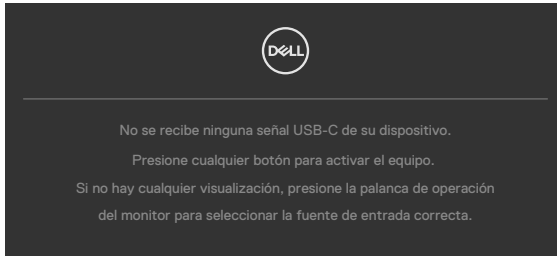 DELL
No se recibe ninguna señal USB-C de su dispositivo.
Presione cualquier botón para activar el equipo.
Si no hay cualquier visualización, presione la palanca de operación
del monitor para seleccionar la fuente de entrada correcta.